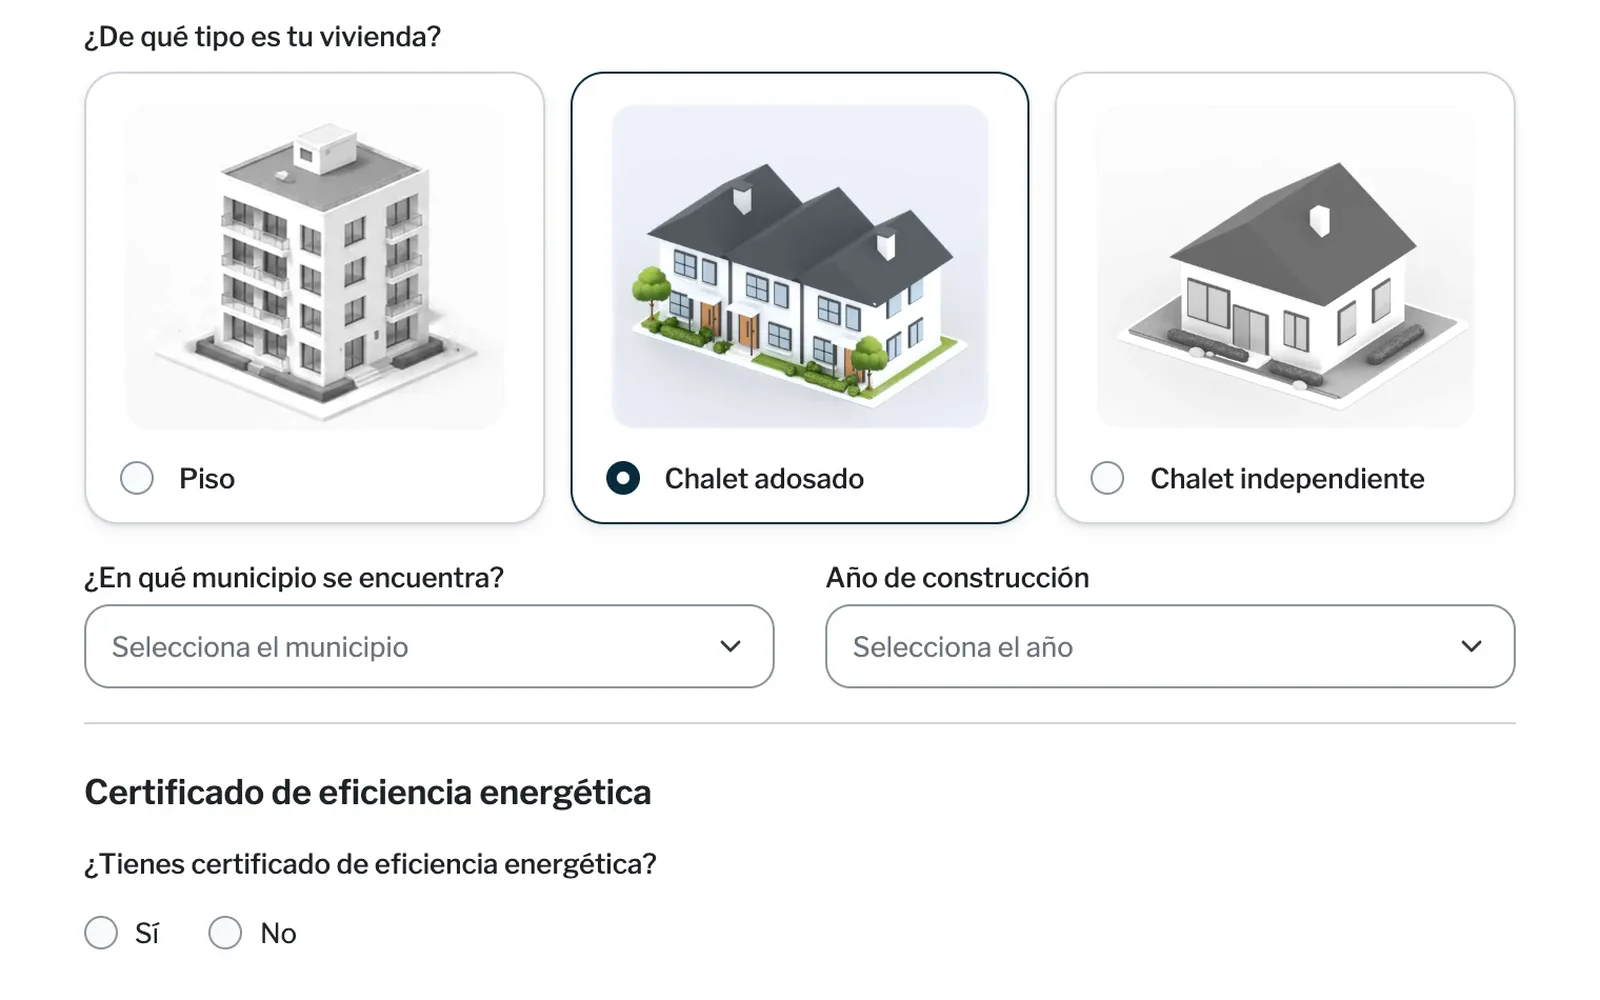 ¿De qué tipo es tu vivienda?
Piso
Chalet adosado
Chalet independiente
¿En qué municipio se encuentra?
Año de construcción
Selecciona el municipio
Selecciona el año
Certificado de eficiencia energética
¿Tienes certificado de eficiencia energética?
Sí
No